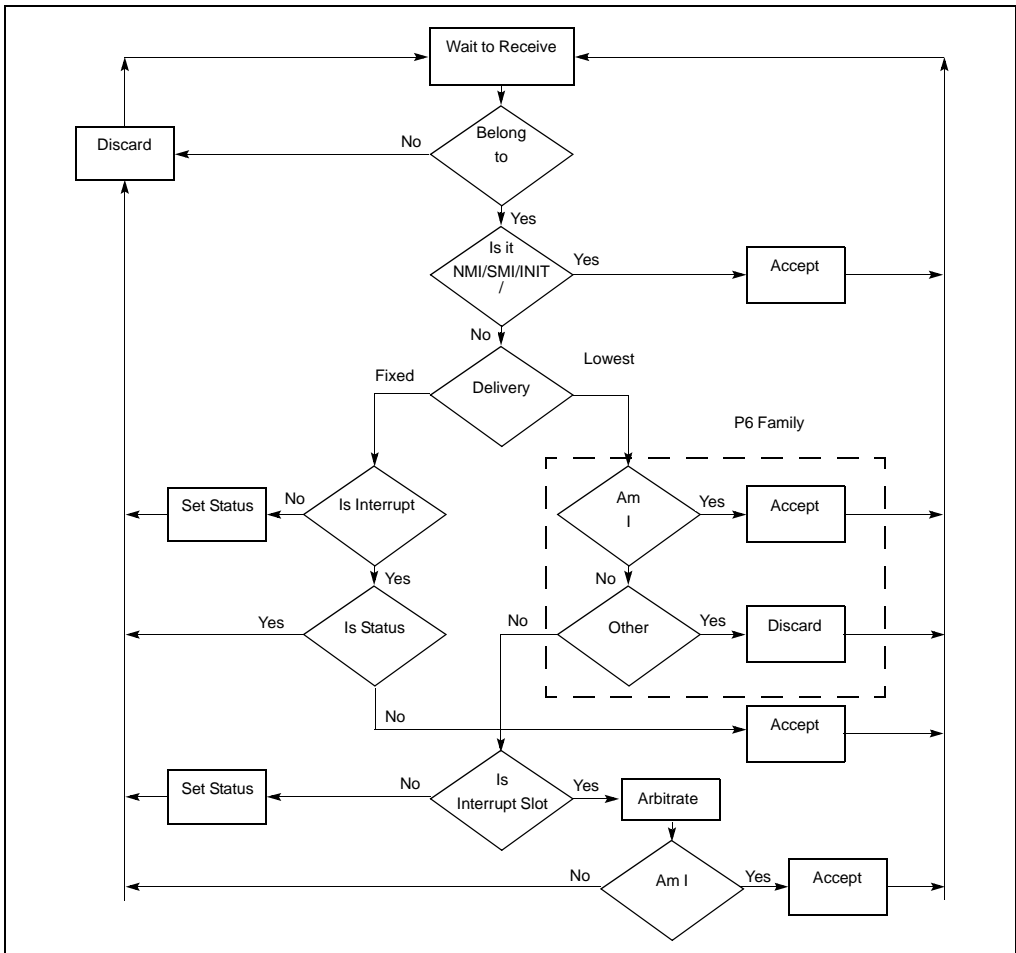 Wait to Receive
Belong
to
No
Discard
Yes
Is it
NMI/SMI/INIT
/
Yes
Accept
No
Delivery
Fixed
Lowest
P6 Family
Is Interrupt
No
Set Status
Am
I
Yes
Accept
Yes
No
Is Status
Yes
No
Other
Yes
Discard
No
Accept
Is
Interrupt Slot
No
Set Status
Yes
Arbitrate
No
Am I
Yes
Accept